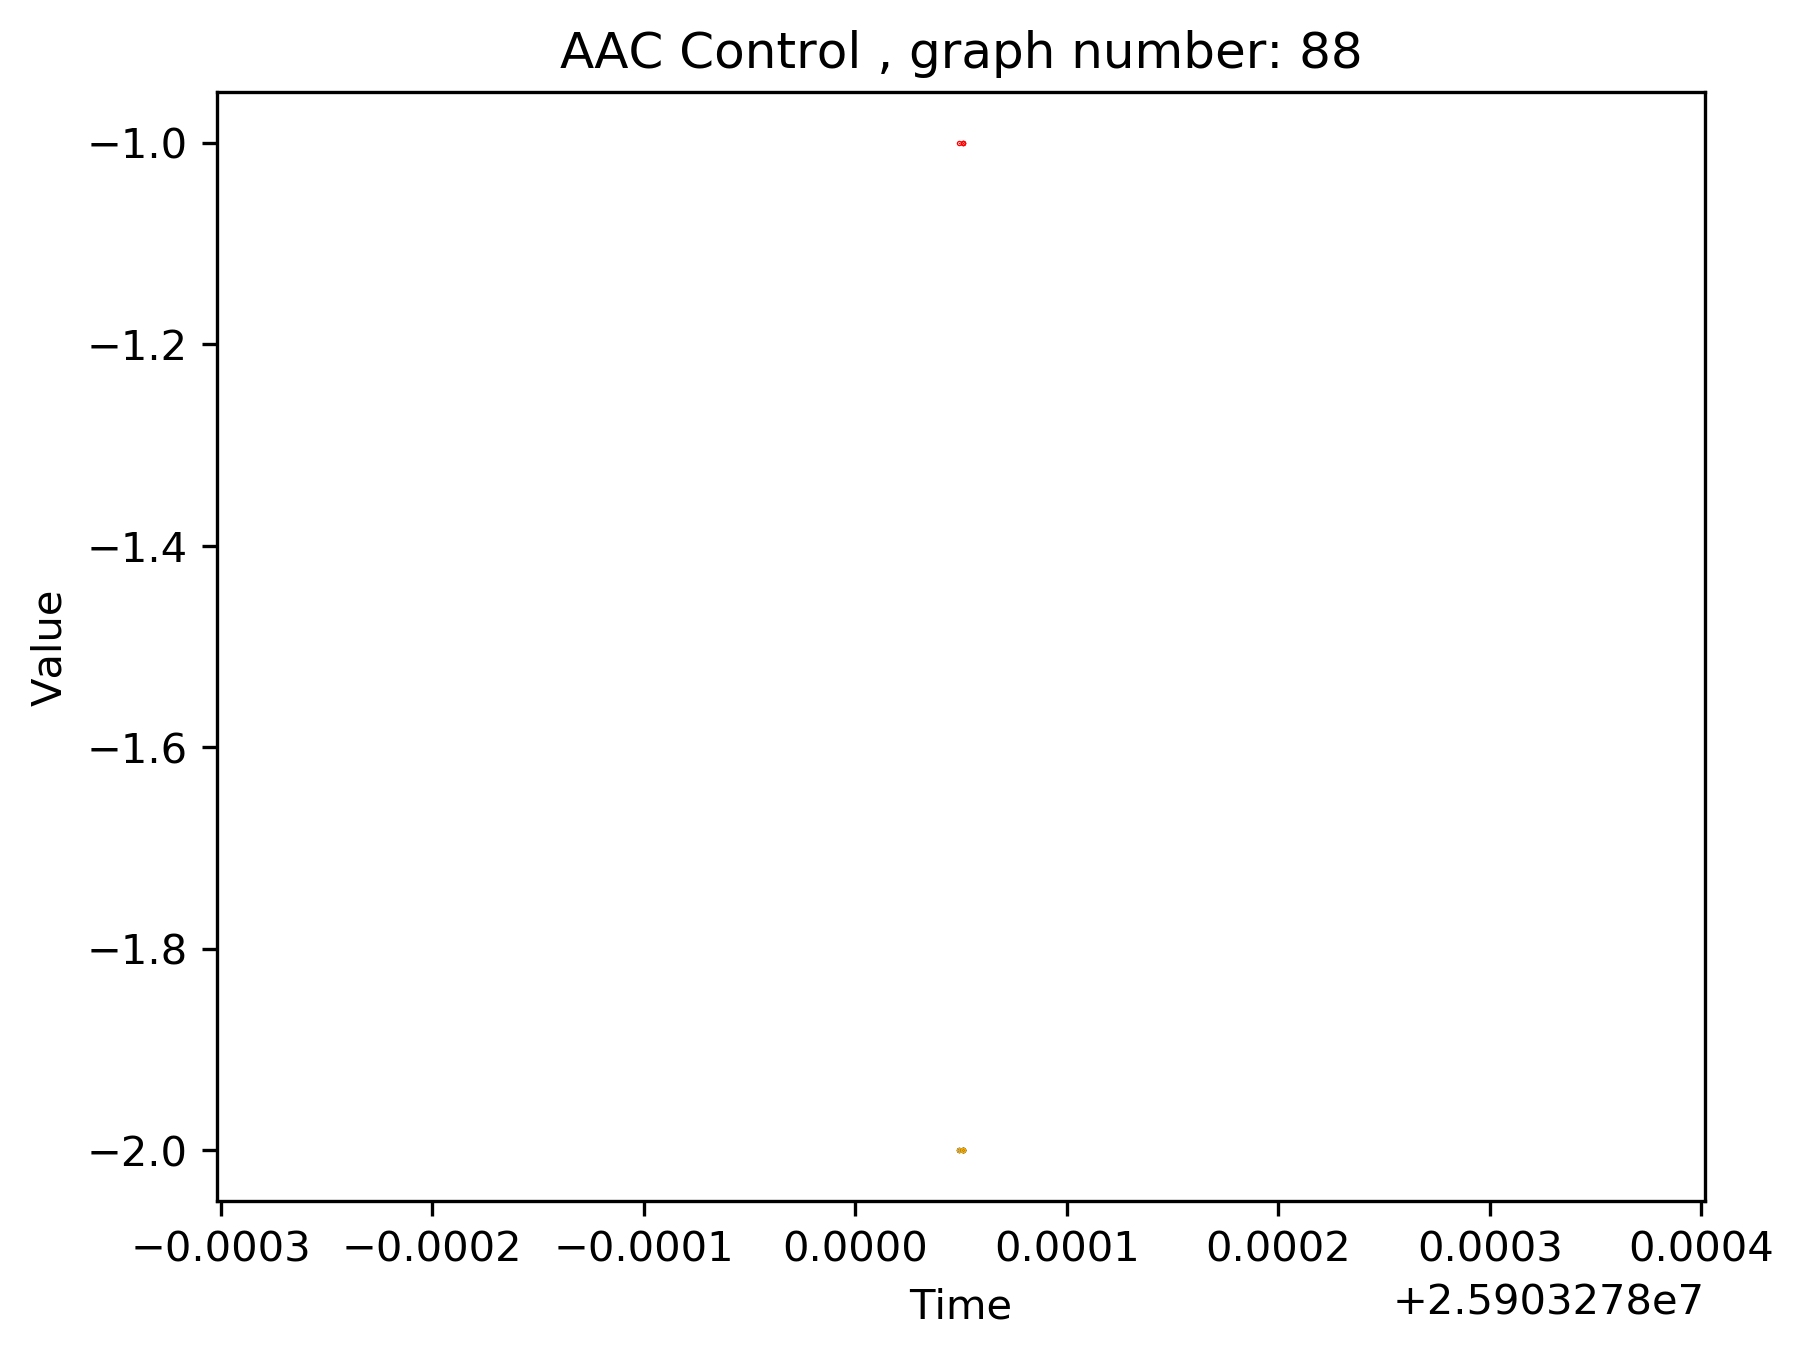 AAC Control , graph number: 88
−1.0
−1.2
−1.4
−1.6
−1.8
−2.0
Value
−0.0003 −0.0002 −0.0001 0.0000 0.0001 0.0002 0.0003 0.0004
Time
+2.5903278e7